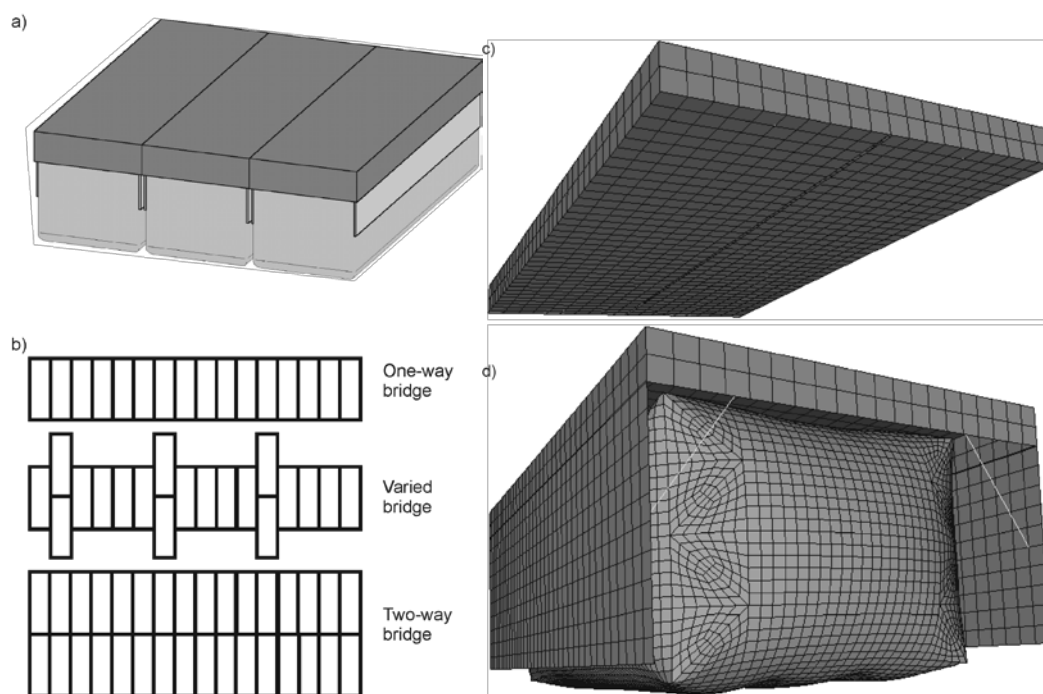 a)
b)
One-way
bridge
Varied
bridge
Two-way
bridge
c)
d)